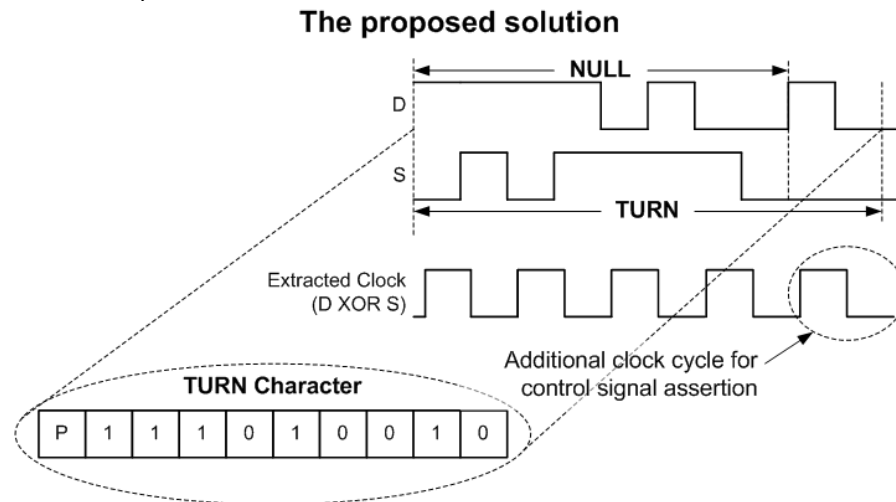 The proposed solution
NULL
D
S
TURN
Extracted Clock
(D XOR S)
Additional clock cycle for
control signal assertion
TURN Character
P 1 1 1 0 1 0 0 1 0